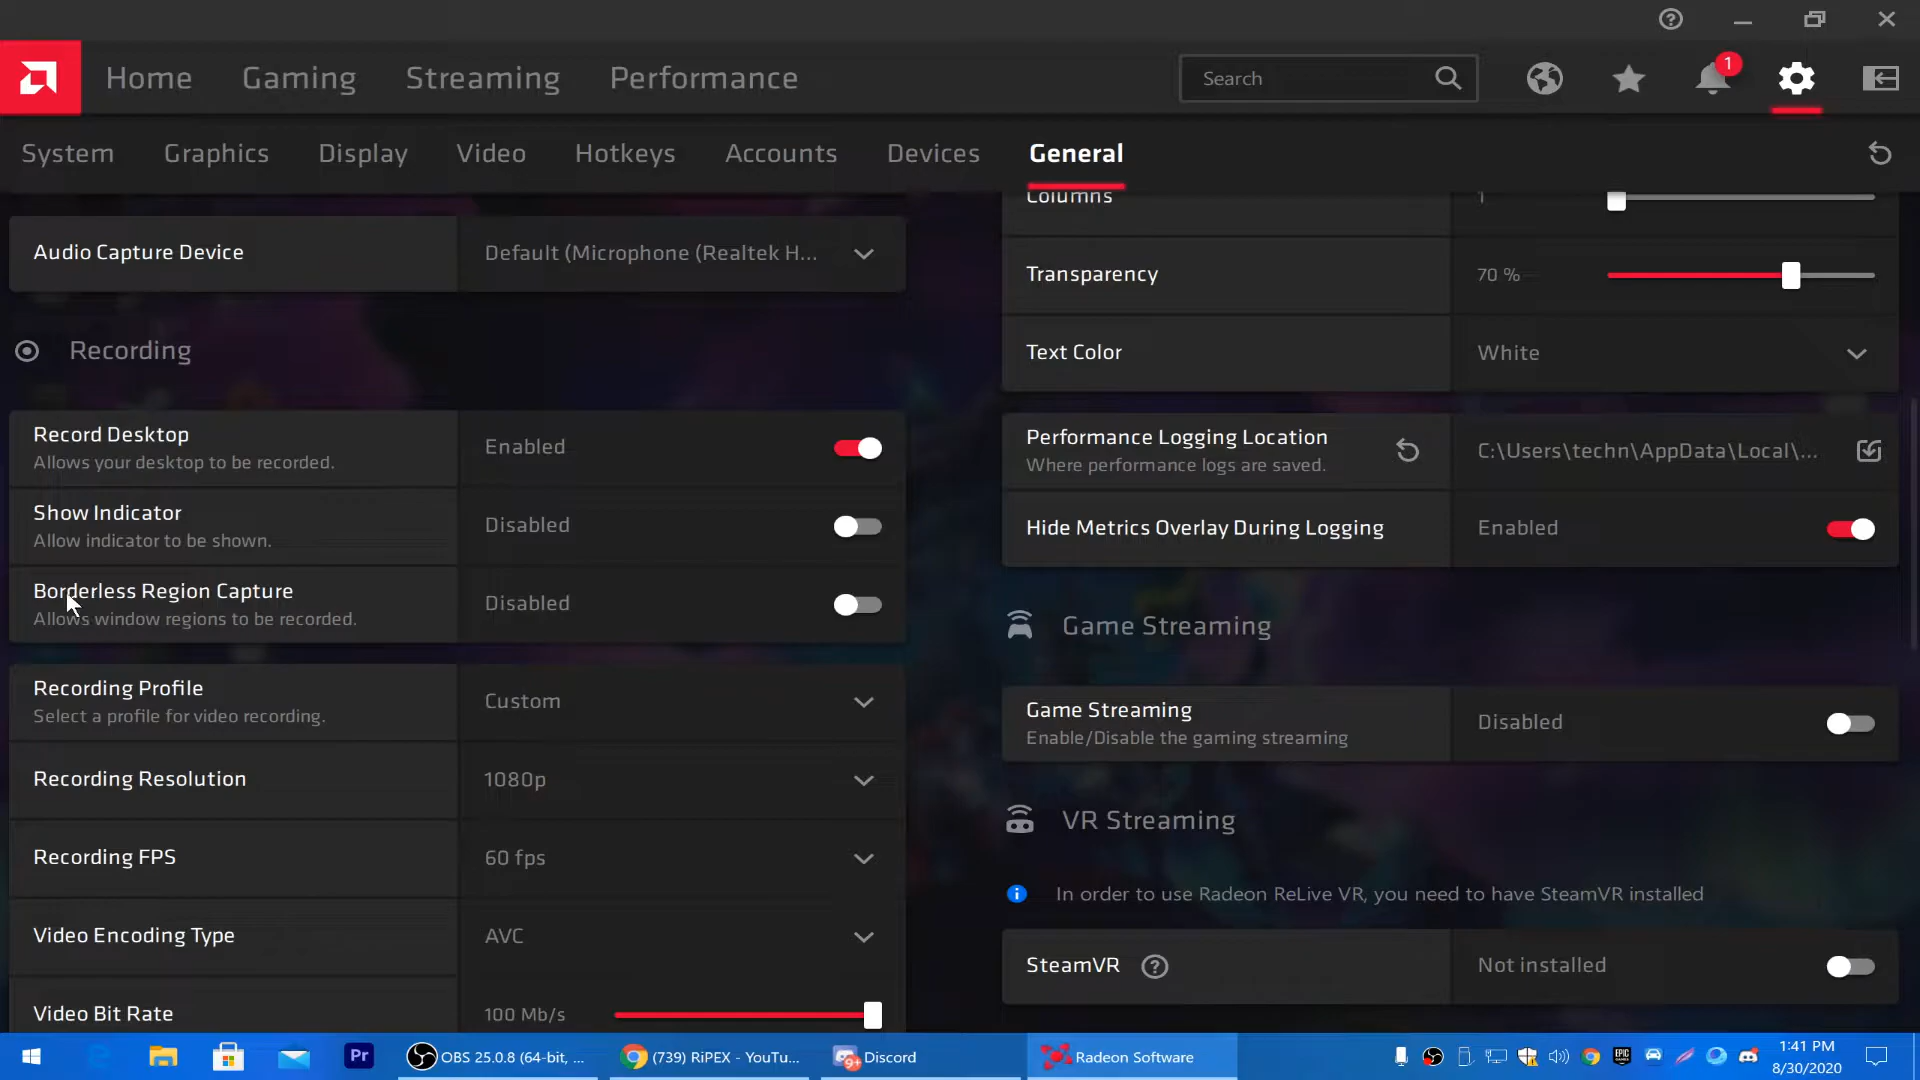 Home
Gaming
Streaming
Performance
Search
1
System
Graphics
Display
Video
Hotkeys
Accounts
Devices
General
Audio Capture Device
Default (Microphone (Realtek H...
Recording
Record Desktop
Allows your desktop to be recorded.
Enabled
Show Indicator
Allow indicator to be shown.
Disabled
Borderless Region Capture
Allows window regions to be recorded.
Disabled
Recording Profile
Select a profile for video recording.
Custom
Recording Resolution
1080p
Recording FPS
60 fps
Video Encoding Type
AVC
Video Bit Rate
100 Mb/s
Columns
1
Transparency
70 %
Text Color
White
Performance Logging Location
Where performance logs are saved.
C:\Users\techn\AppData\Local\...
Hide Metrics Overlay During Logging
Enabled
Game Streaming
Game Streaming
Enable/Disable the gaming streaming
Disabled
VR Streaming
In order to use Radeon ReLive VR, you need to have SteamVR installed
SteamVR
Not installed
Pr
OBS 25.0.8 (64-bit, ...
(739) RiPEX - YouTu...
9+
Discord
Radeon Software
EPIC
1:41 PM
8/30/2020